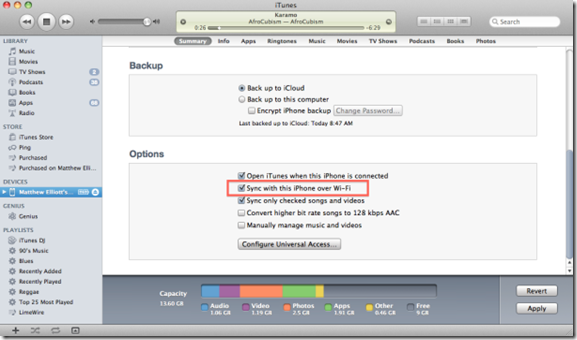 iTunes
Karamo
AfroCubism — AfroCubism
0:26
-6:29
Search
LIBRARY
Music
Movies
TV Shows
Podcasts
Books
Apps
Radio
STORE
iTunes Store
Ping
Purchased
Purchased on Matthew Elli...
DEVICES
Matthew Elliott's...
GENIUS
Genius
PLAYLISTS
iTunes DJ
90's Music
Blues
Recently Added
Recently Played
Reggae
Top 25 Most Played
LimeWire
Summary Info Apps Ringtones Music Movies TV Shows Podcasts Books Photos
Backup
Back up to iCloud
Back up to this computer
Encrypt iPhone backup Change Password...
Last backed up to iCloud: Today 8:47 AM
Options
Open iTunes when this iPhone is connected
Sync with this iPhone over Wi-Fi
Sync only checked songs and videos
Convert higher bit rate songs to 128 kbps AAC
Manually manage music and videos
Configure Universal Access...
Capacity
13.60 GB
Audio Video Photos Apps Other Free
1.06 GB 1.19 GB 2.5 GB 1.91 GB 0.46 GB 9 GB
Revert
Apply